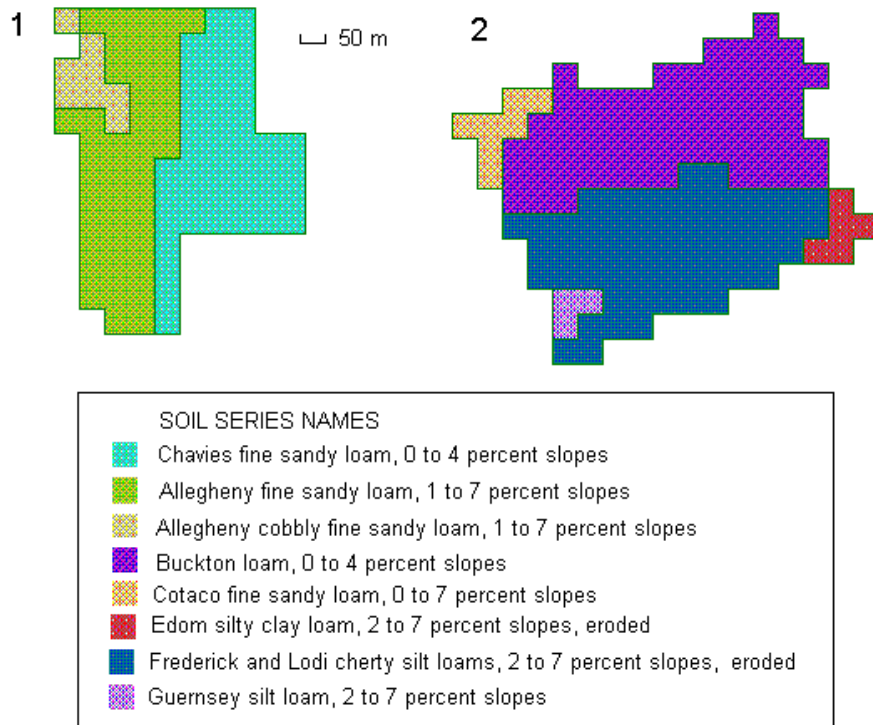 1
50 m
2
SOIL SERIES NAMES
Chavies fine sandy loam, 0 to 4 percent slopes
Allegheny fine sandy loam, 1 to 7 percent slopes
Allegheny cobbly fine sandy loam, 1 to 7 percent slopes
Buckton loam, 0 to 4 percent slopes
Cotaco fine sandy loam, 0 to 7 percent slopes
Edom silty clay loam, 2 to 7 percent slopes, eroded
Frederick and Lodi cherty silt loams, 2 to 7 percent slopes, eroded
Guernsey silt loam, 2 to 7 percent slopes